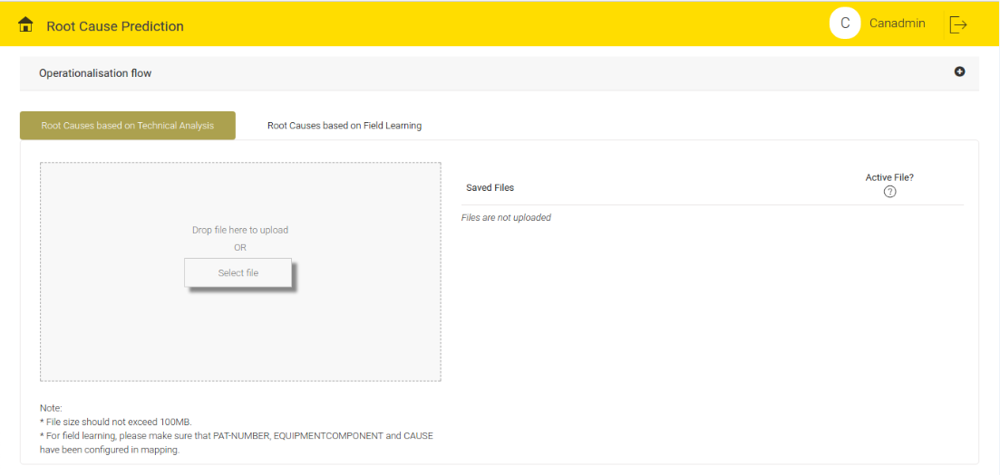 Root Cause Prediction
C
Canadmin
Operationalisation flow
Root Causes based on Technical Analysis
Root Causes based on Field Learning
Drop file here to upload
OR
Select file
Saved Files
Active File?
?
Files are not uploaded
Note:
* File size should not exceed 100MB.
* For field learning, please make sure that PAT-NUMBER, EQUIPMENTCOMPONENT and CAUSE
have been configured in mapping.